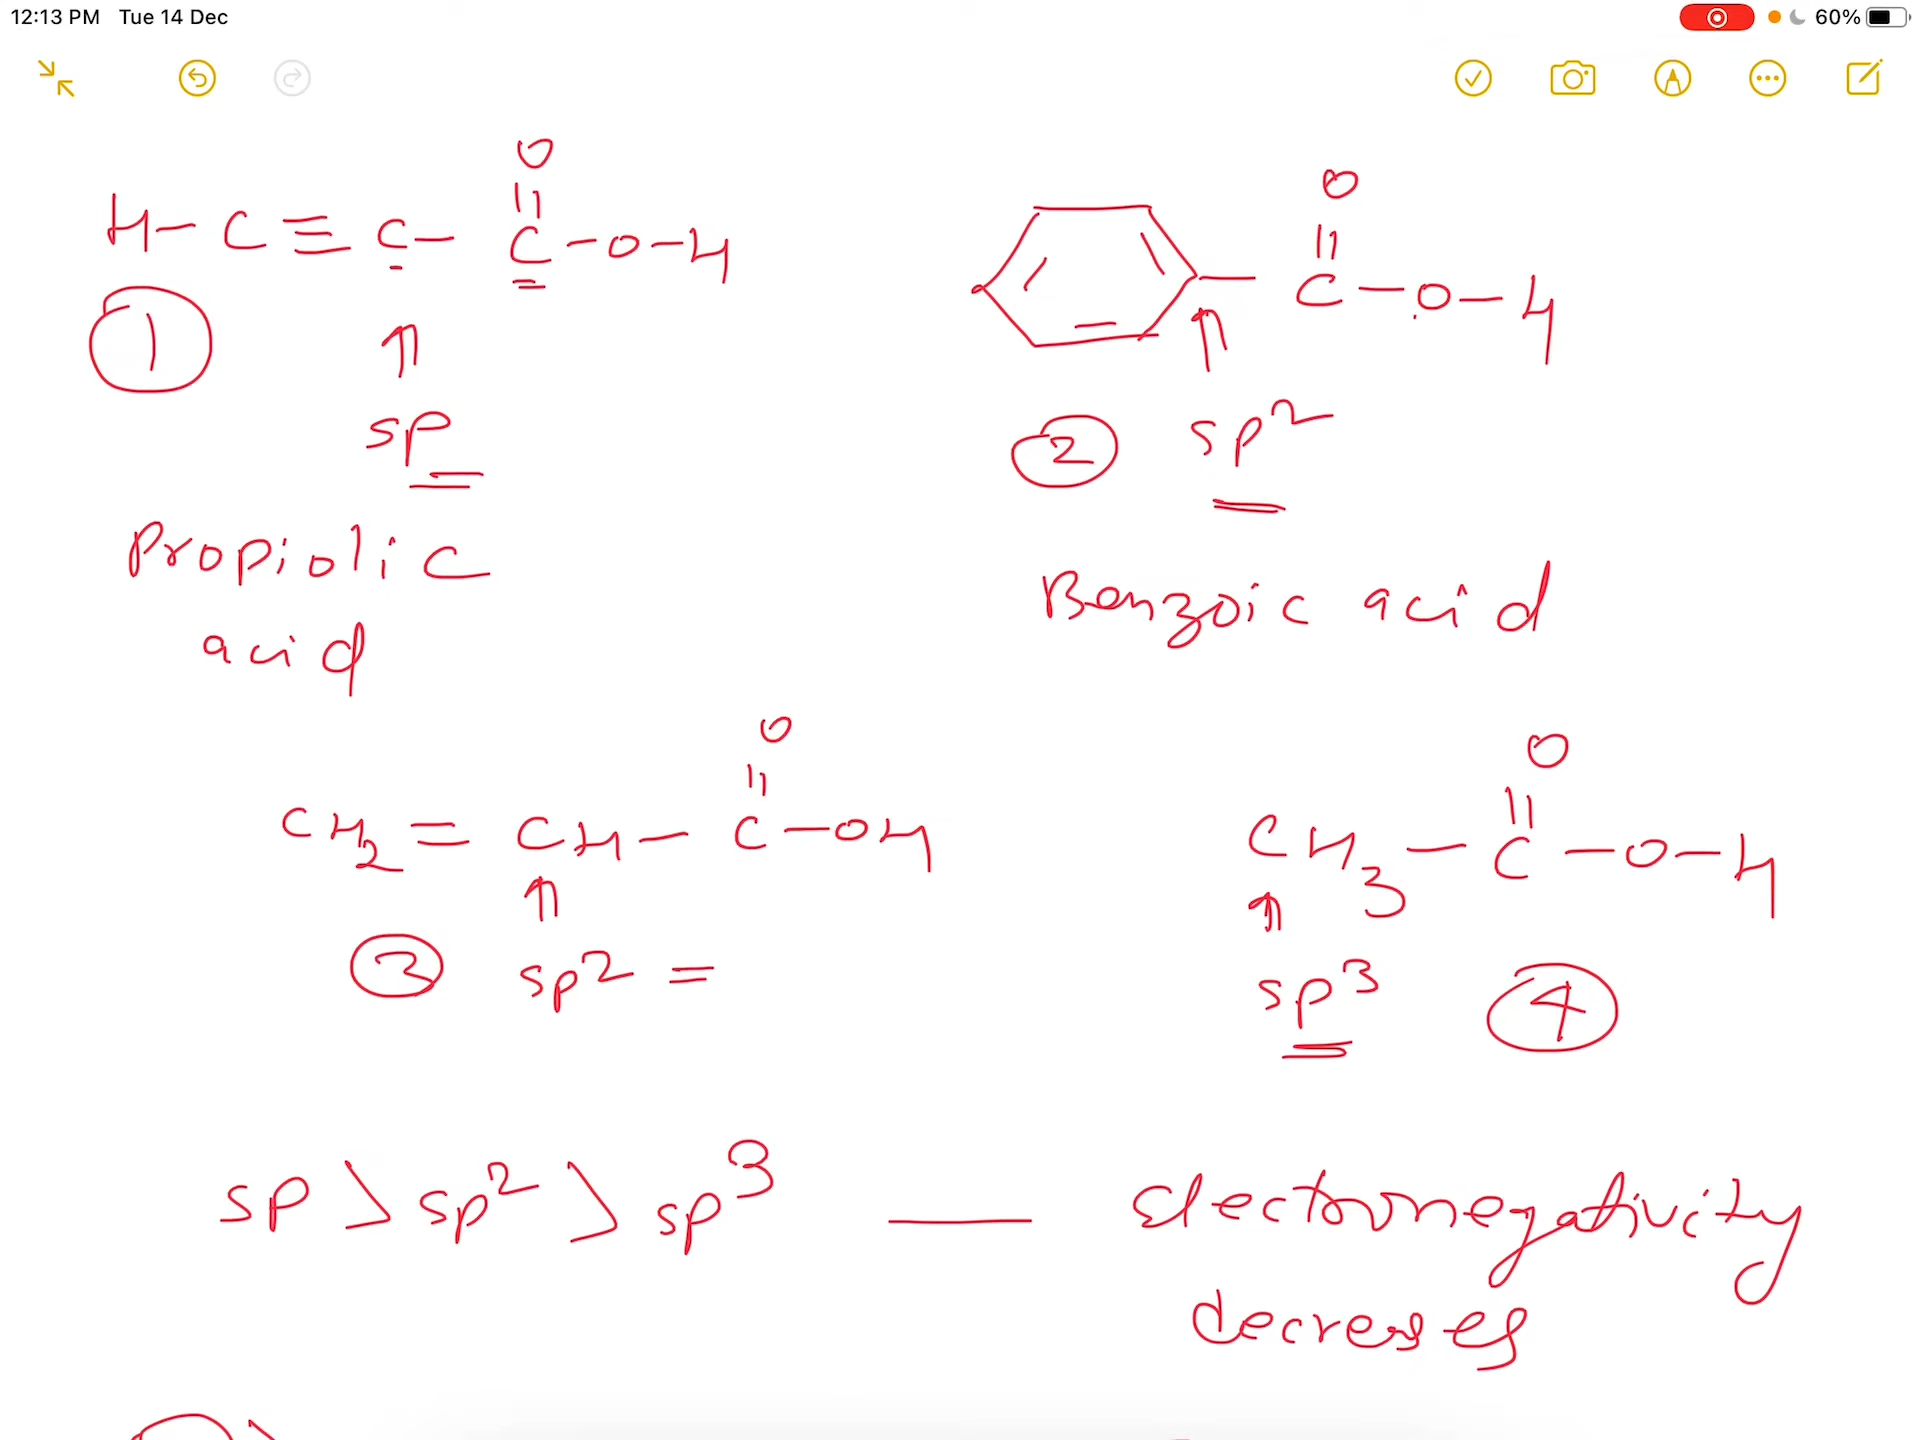 12:13 PM Tue 14 Dec 60%
O
||
H-C≡C-C-O-H
1
↑
sp
Propiolic
acid
O
||
C-O-H
↑
2 sp²
Benzoic acid
O
||
CH₂=CH-C-OH
↑
3 sp² =
O
||
CH₃-C-O-H
↑
sp³ 4
sp > sp² > sp³ — electronegativity
decreses